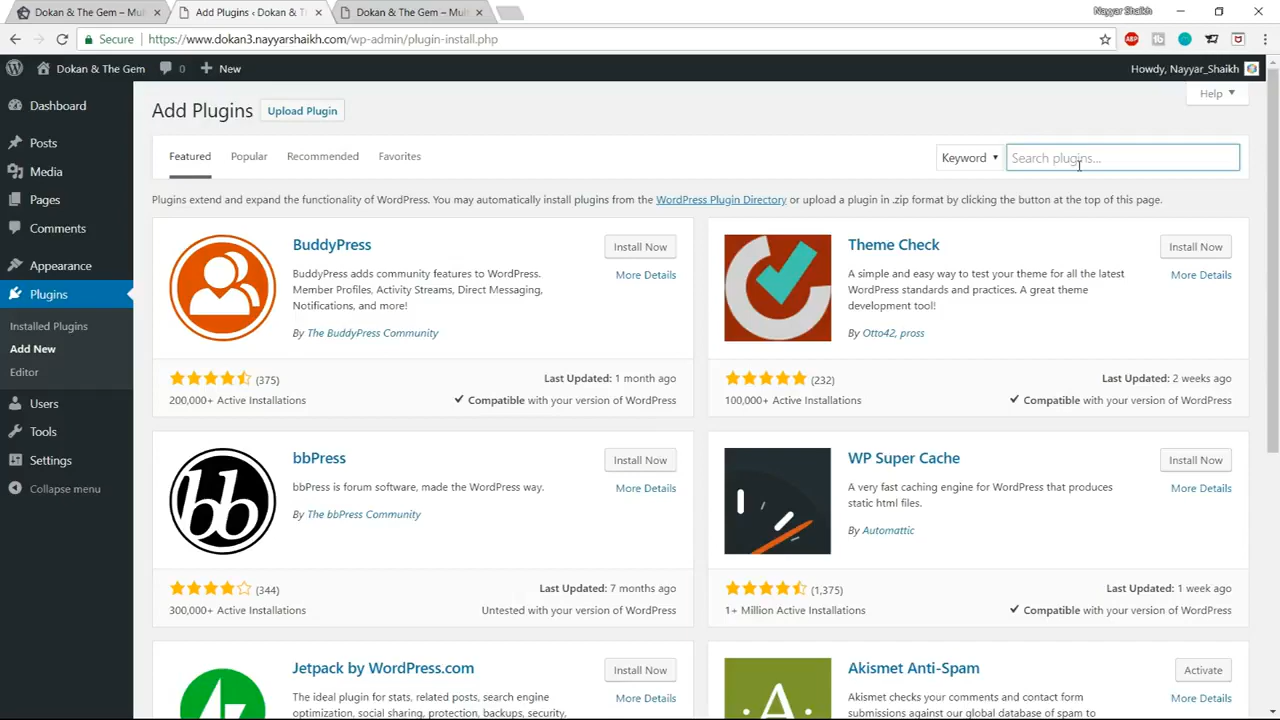 Dokan & The Gem – Mul
Add Plugins ‹ Dokan & T
Dokan & The Gem – Mult
Nayyar Shaikh
Secure
https://www.dokan3.nayyarshaikh.com/wp-admin/plugin-install.php
ABP
Dokan & The Gem
0
New
Howdy, Nayyar_Shaikh
Dashboard
Posts
Media
Pages
Comments
Appearance
Plugins
Installed Plugins
Add New
Editor
Users
Tools
Settings
Collapse menu
Add Plugins
Upload Plugin
Help
Featured
Popular
Recommended
Favorites
Keyword
Search plugins...
Plugins extend and expand the functionality of WordPress. You may automatically install plugins from the WordPress Plugin Directory or upload a plugin in .zip format by clicking the button at the top of this page.
BuddyPress
Install Now
More Details
BuddyPress adds community features to WordPress.
Member Profiles, Activity Streams, Direct Messaging,
Notifications, and more!
By The BuddyPress Community
(375)
Last Updated: 1 month ago
200,000+ Active Installations
Compatible with your version of WordPress
Theme Check
Install Now
More Details
A simple and easy way to test your theme for all the latest
WordPress standards and practices. A great theme
development tool!
By Otto42, pross
(232)
Last Updated: 2 weeks ago
100,000+ Active Installations
Compatible with your version of WordPress
bb
bbPress
Install Now
More Details
bbPress is forum software, made the WordPress way.
By The bbPress Community
(344)
Last Updated: 7 months ago
300,000+ Active Installations
Untested with your version of WordPress
WP Super Cache
Install Now
More Details
A very fast caching engine for WordPress that produces
static html files.
By Automattic
(1,375)
Last Updated: 1 week ago
1+ Million Active Installations
Compatible with your version of WordPress
Jetpack by WordPress.com
Install Now
More Details
The ideal plugin for stats, related posts, search engine
optimization, social sharing, protection, backups, security,
A
Akismet Anti-Spam
Activate
More Details
Akismet checks your comments and contact form
submissions against our global database of spam to